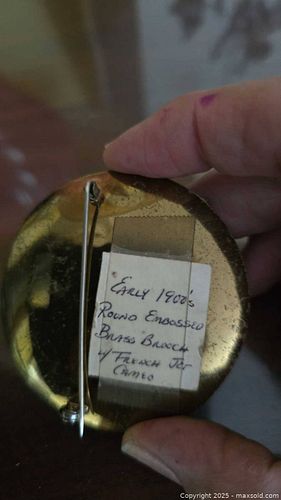 Early 1900's
Round Embossed
Brass Brooch
w/ French Jet
Cameo
Copyright © 2025 - maxsold.com